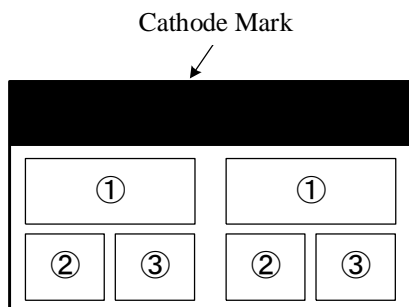 Cathode Mark
① ①
② ③ ② ③